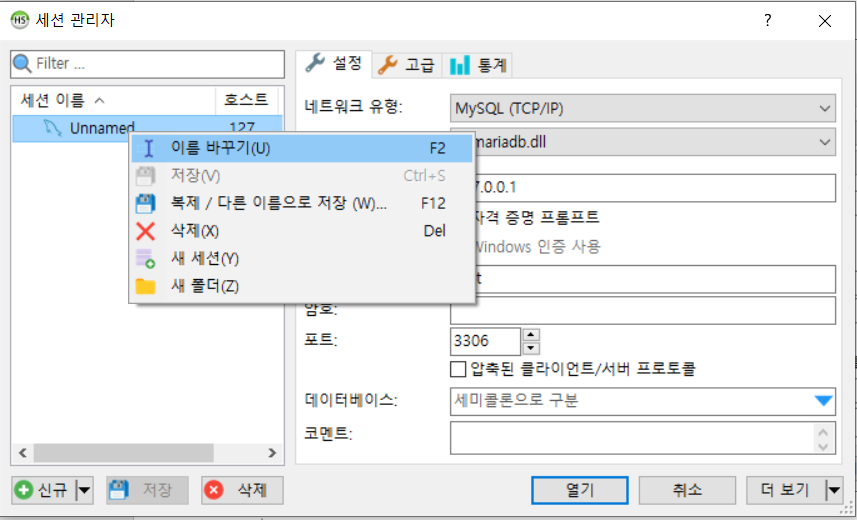 HS 세션 관리자 ?
Filter ...
세션 이름 호스트
Unnamed 127
이름 바꾸기(U) F2
저장(V) Ctrl+S
복제 / 다른 이름으로 저장 (W)... F12
삭제(X) Del
새 세션(Y)
새 폴더(Z)
신규 저장 삭제
설정 고급 통계
네트워크 유형: MySQL (TCP/IP)
mariadb.dll
7.0.0.1
자격 증명 프롬프트
Windows 인증 사용
t
암호:
포트: 3306
압축된 클라이언트/서버 프로토콜
데이터베이스: 세미콜론으로 구분
코멘트:
열기 취소 더 보기